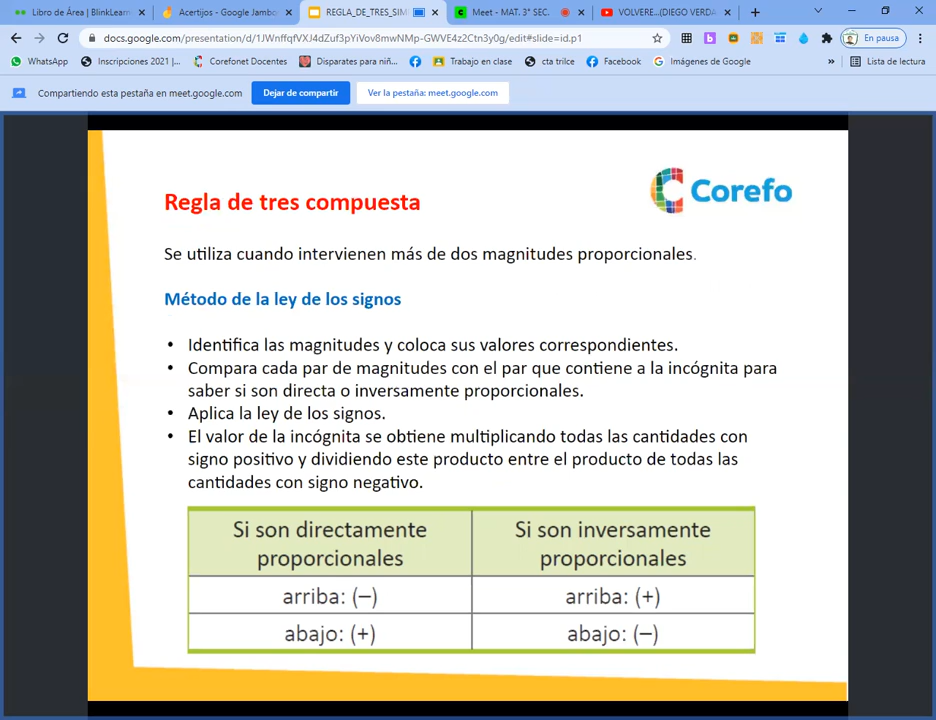 Libro de Área | BlinkLearn
Acertijos - Google Jambo
REGLA_DE_TRES_SIM
Meet - MAT. 3° SEC.
VOLVERE...(DIEGO VERDA
docs.google.com/presentation/d/1JWnffqfVXJ4dZuf3pYiVov8mwNMp-GWVE4z2Ctn3y0g/edit#slide=id.p1
En pausa
WhatsApp
Inscripciones 2021 |...
Corefonet Docentes
Disparates para niñ...
Trabajo en clase
cta trilce
Facebook
Imágenes de Google
»
Lista de lectura
Compartiendo esta pestaña en meet.google.com
Dejar de compartir
Ver la pestaña: meet.google.com
Corefo
Regla de tres compuesta
Se utiliza cuando intervienen más de dos magnitudes proporcionales.
Método de la ley de los signos
• Identifica las magnitudes y coloca sus valores correspondientes.
• Compara cada par de magnitudes con el par que contiene a la incógnita para
saber si son directa o inversamente proporcionales.
• Aplica la ley de los signos.
• El valor de la incógnita se obtiene multiplicando todas las cantidades con
signo positivo y dividiendo este producto entre el producto de todas las
cantidades con signo negativo.
Si son directamente
proporcionales
Si son inversamente
proporcionales
arriba: (–)
arriba: (+)
abajo: (+)
abajo: (–)